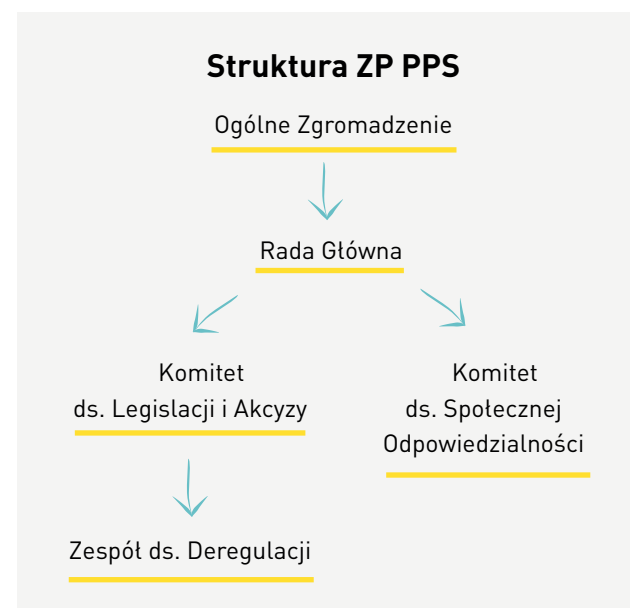 Struktura ZP PPS
Ogólne Zgromadzenie
Rada Główna
Komitet
ds. Legislacji i Akcyzy
Komitet
ds. Społecznej
Odpowiedzialności
Zespół ds. Deregulacji